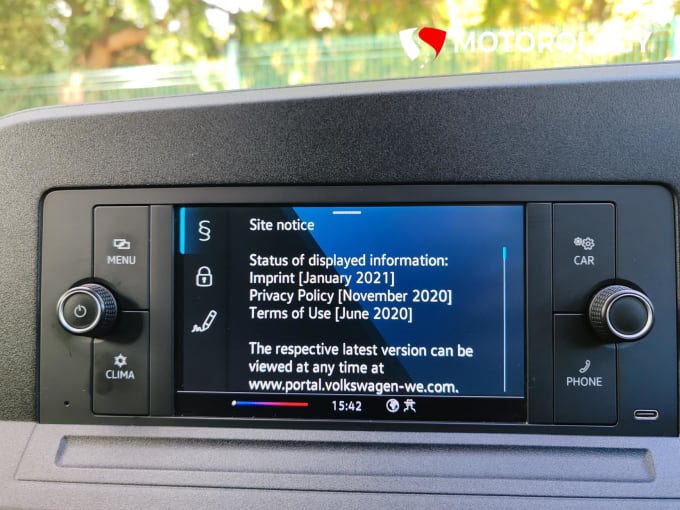 MOTOROLOGY
MENU
CLIMA
§
Site notice
Status of displayed information:
Imprint [January 2021]
Privacy Policy [November 2020]
Terms of Use [June 2020]
The respective latest version can be
viewed at any time at
www.portal.volkswagen-we.com.
15:42
CAR
PHONE